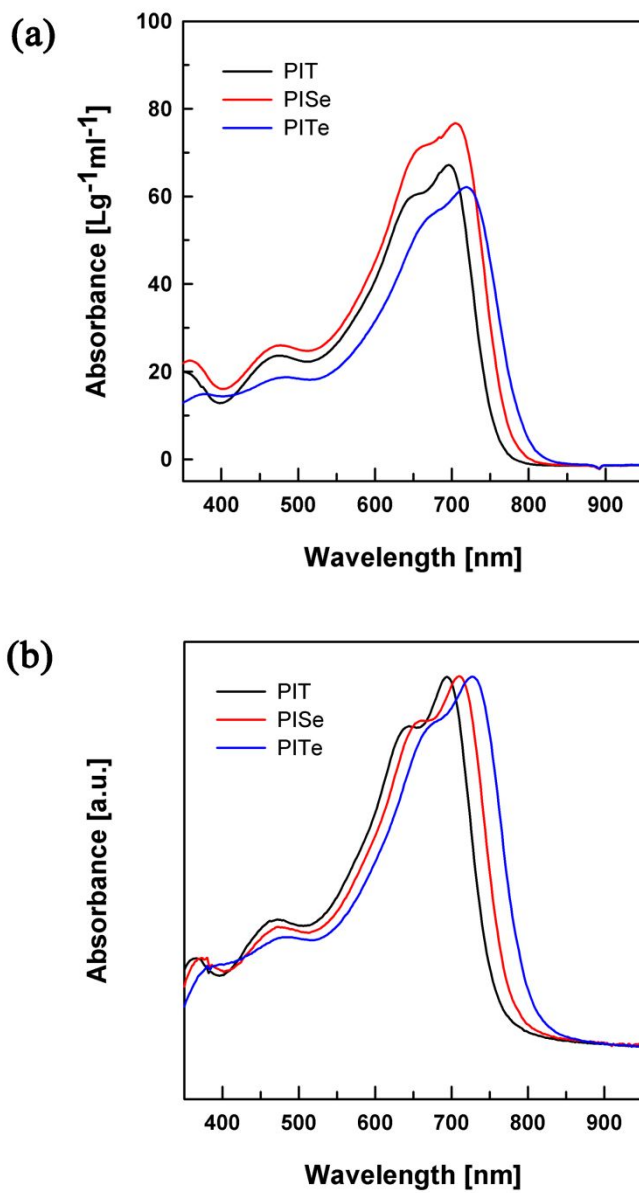 (a)
Absorbance [Lg⁻¹ml⁻¹]
100
80
60
40
20
0
PIT
PISe
PITe
400 500 600 700 800 900
Wavelength [nm]
(b)
Absorbance [a.u.]
PIT
PISe
PITe
400 500 600 700 800 900
Wavelength [nm]